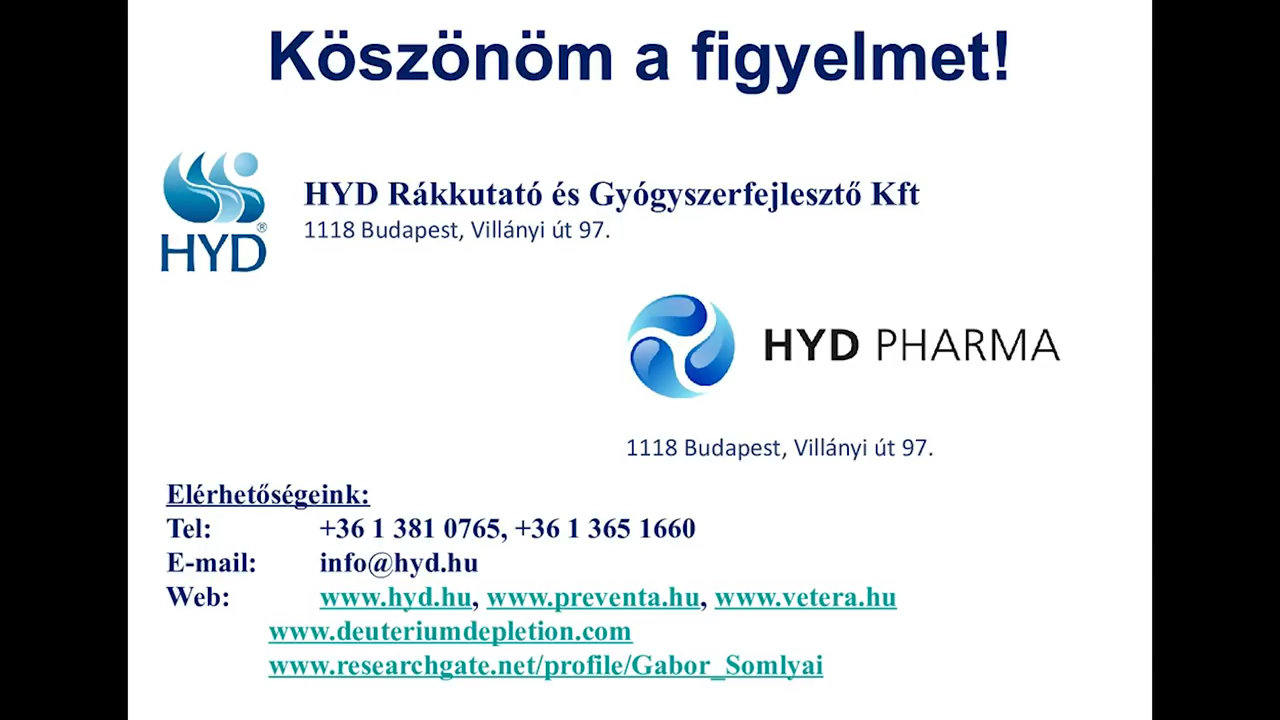 Köszönöm a figyelmet!
HYD®
HYD Rákkutató és Gyógyszerfejlesztő Kft
1118 Budapest, Villányi út 97.
HYD PHARMA
1118 Budapest, Villányi út 97.
Elérhetőségeink:
Tel: +36 1 381 0765, +36 1 365 1660
E-mail: info@hyd.hu
Web: www.hyd.hu, www.preventa.hu, www.vetera.hu
www.deuteriumdepletion.com
www.researchgate.net/profile/Gabor_Somlyai